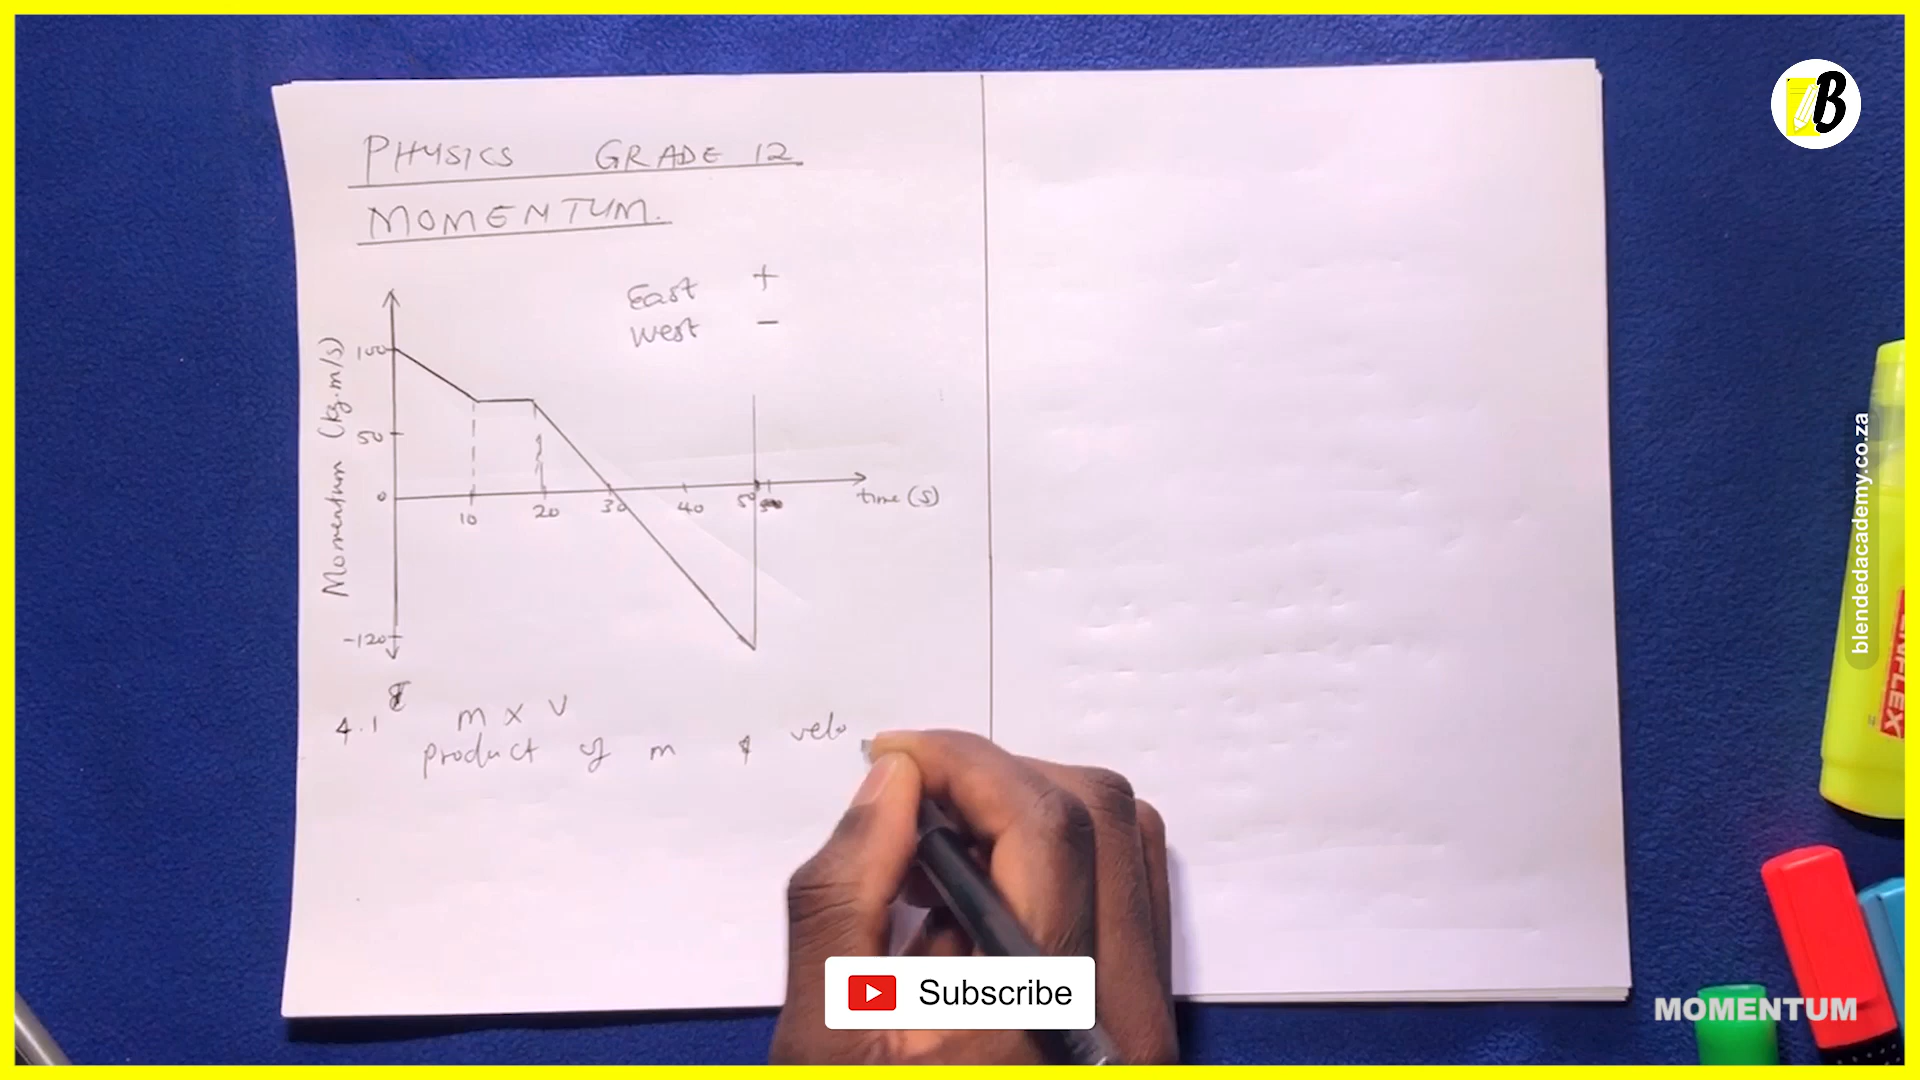 PHYSICS GRADE 12
MOMENTUM.
East +
West -
Momentum (kg.m/s)
150
50
0
-120
10 20 30 40 50
time (s)
4.1 m x v
product of m & velo
B
blendedacademy.co.za
Subscribe
MOMENTUM